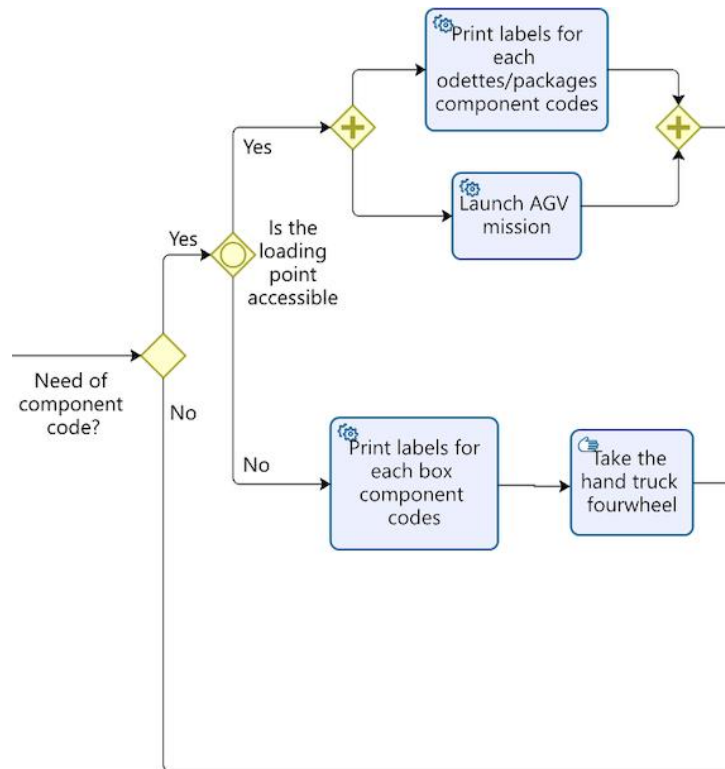 Print labels for
each
odettes/packages
component codes
Yes
Launch AGV
mission
Is the
loading
point
accessible
Yes
Need of
component
code?
No
No
Print labels for
each box
component
codes
Take the
hand truck
fourwheel